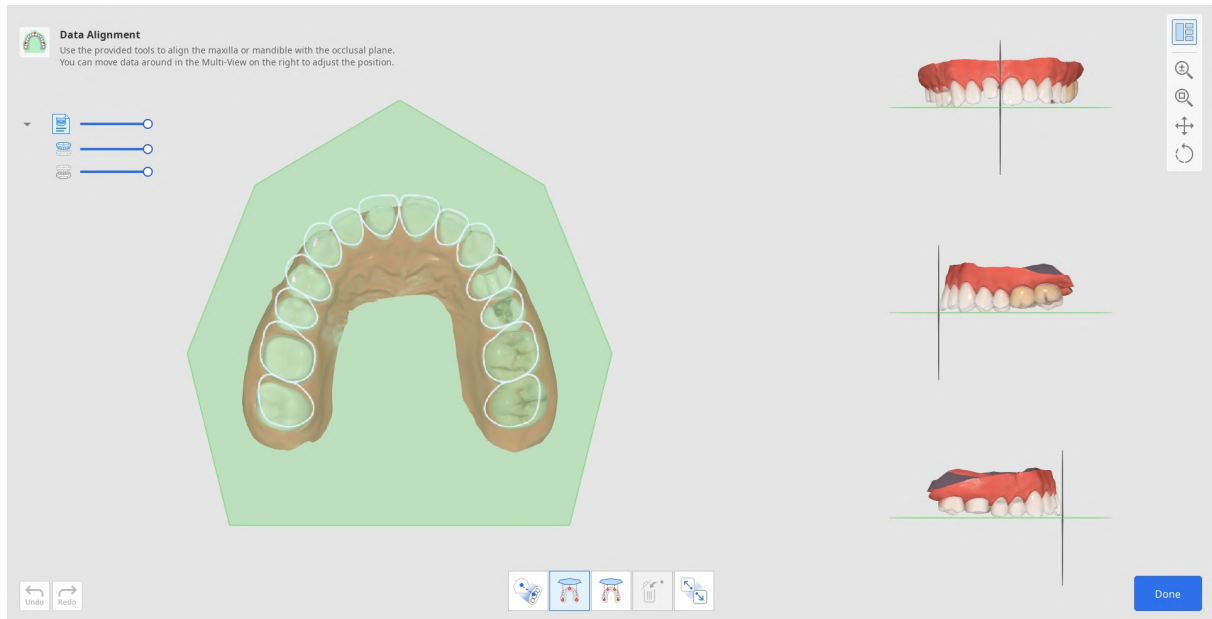 Data Alignment
Use the provided tools to align the maxilla or mandible with the occlusal plane.
You can move data around in the Multi-View on the right to adjust the position.
Undo
Redo
Done